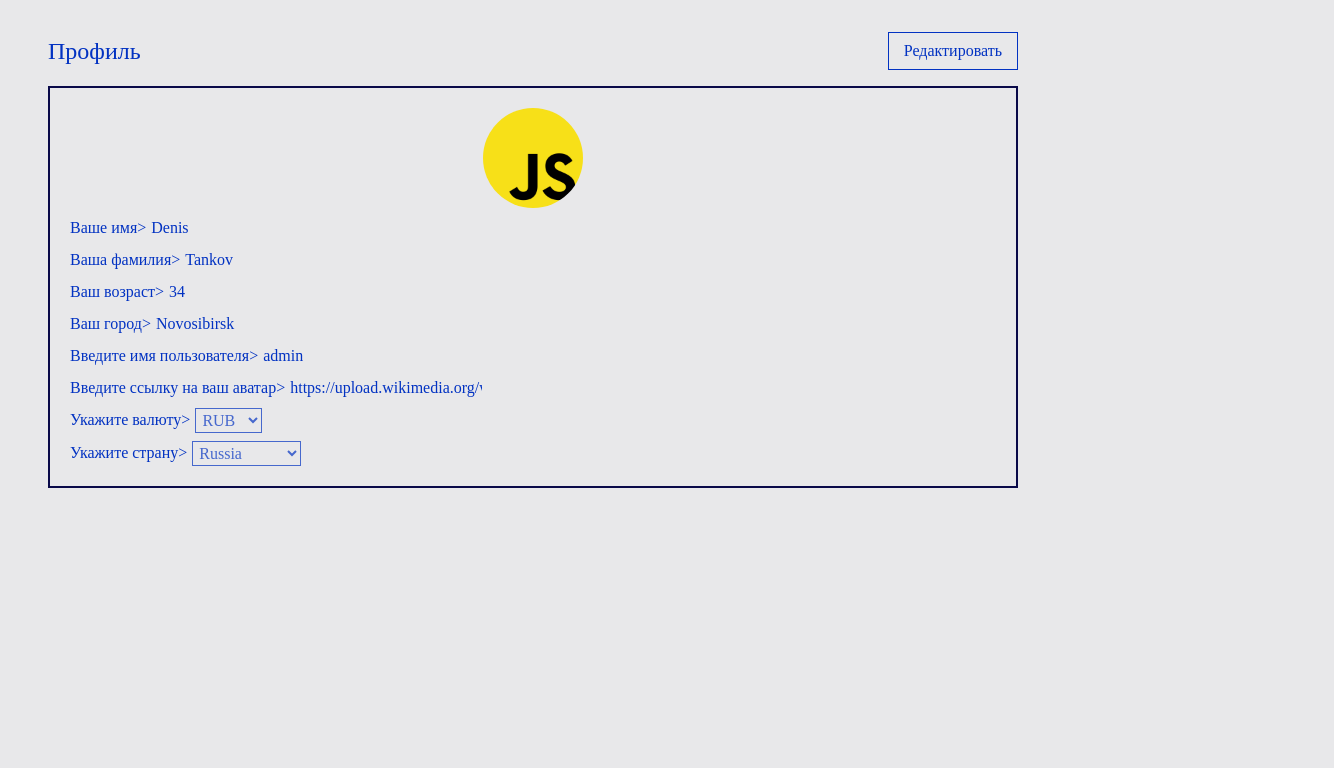 Профиль
Редактировать
JS
Ваше имя> Denis
Ваша фамилия> Tankov
Ваш возраст> 34
Ваш город> Novosibirsk
Введите имя пользователя> admin
Введите ссылку на ваш аватар> https://upload.wikimedia.org/
Укажите валюту> RUB
Укажите страну> Russia